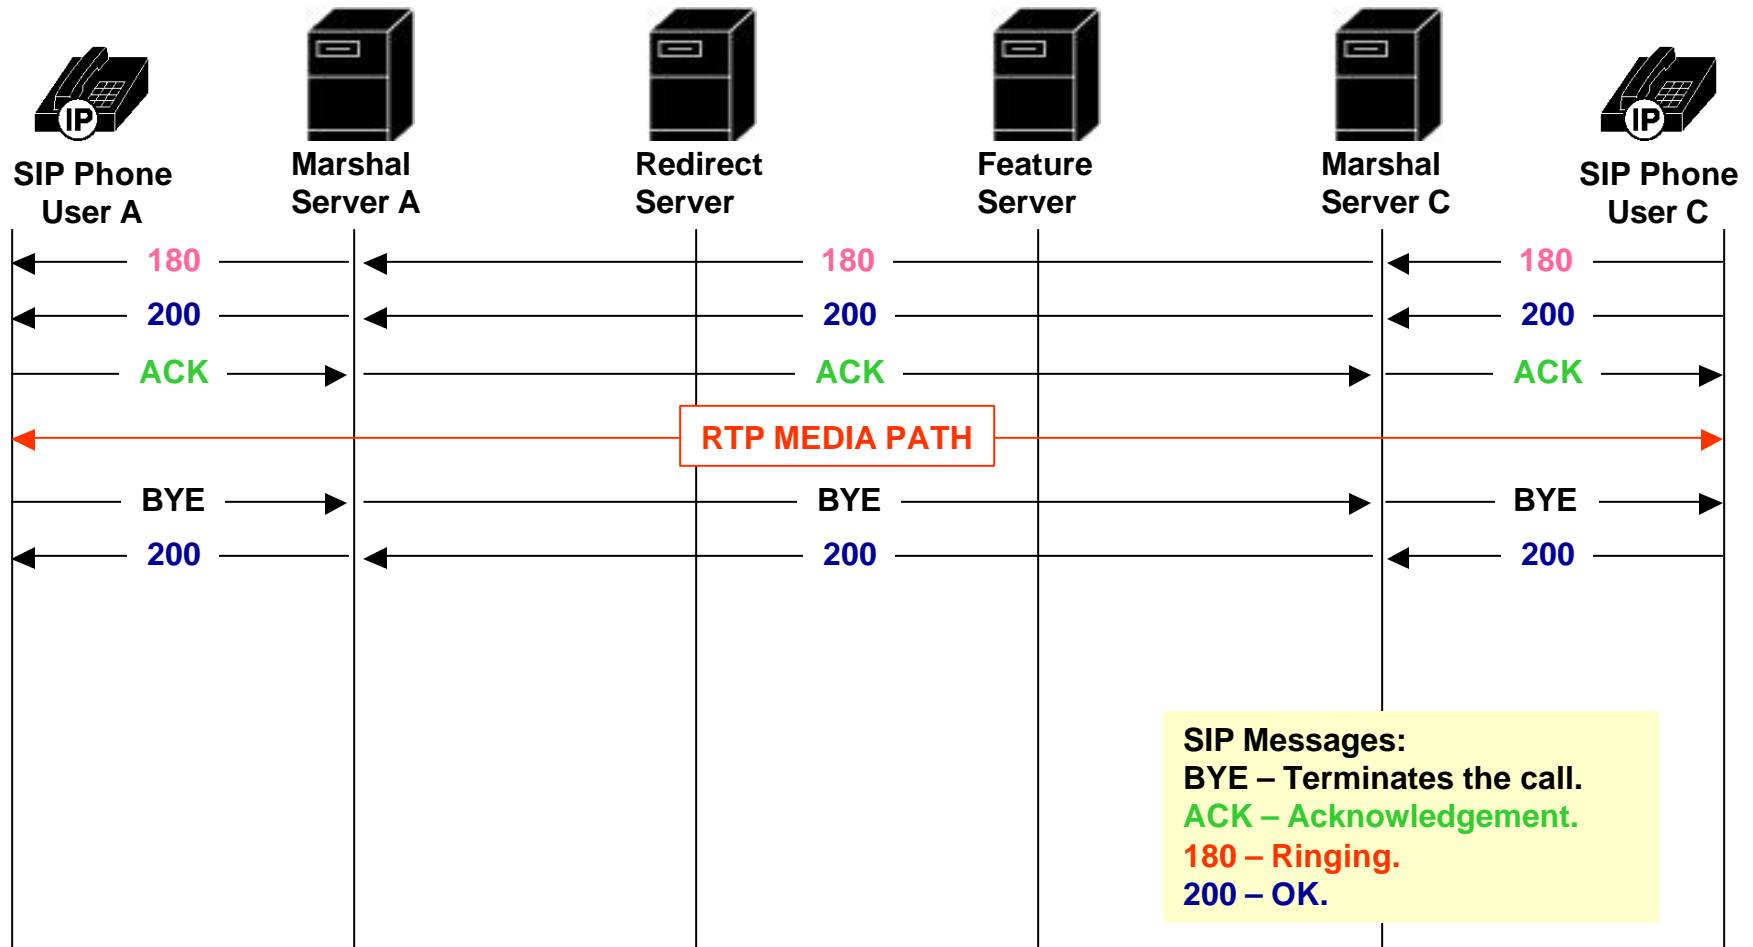 IP
IP
SIP Phone
User A
Marshal
Server A
Redirect
Server
Feature
Server
Marshal
Server C
SIP Phone
User C
180 180 180
200 200 200
ACK ACK ACK
RTP MEDIA PATH
BYE BYE BYE
200 200 200
SIP Messages:
BYE – Terminates the call.
ACK – Acknowledgement.
180 – Ringing.
200 – OK.